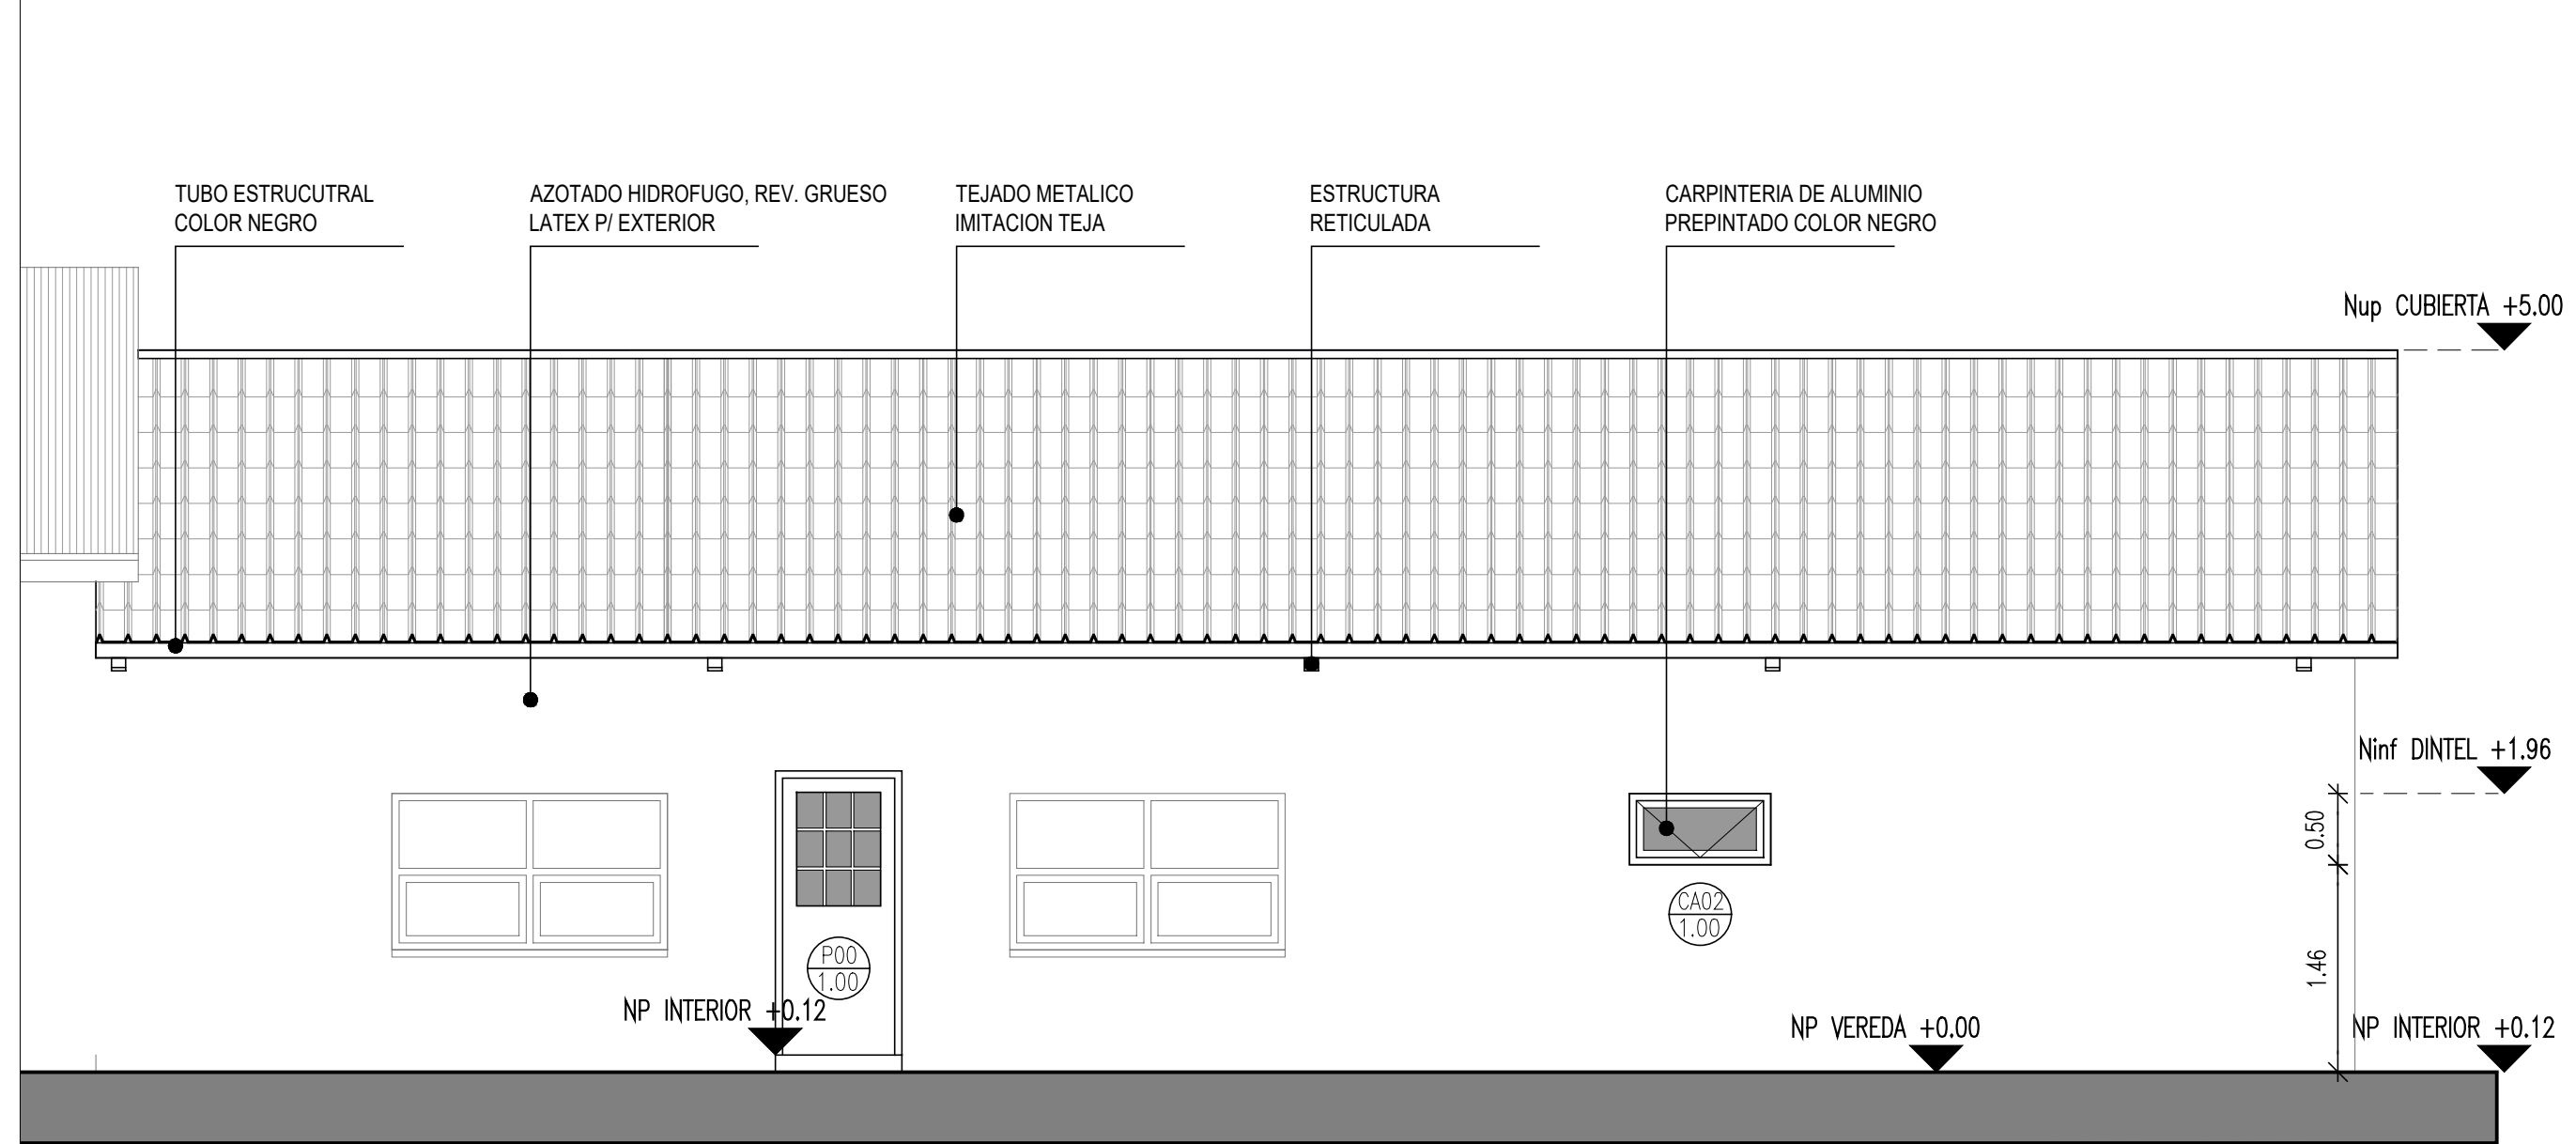 TUBO ESTRUCUTRAL
COLOR NEGRO
AZOTADO HIDROFUGO, REV. GRUESO
LATEX P/ EXTERIOR
TEJADO METALICO
IMITACION TEJA
ESTRUCTURA
RETICULADA
CARPINTERIA DE ALUMINIO
PREPINTADO COLOR NEGRO
Nup CUBIERTA +5.00
Ninf DINTEL +1.96
0.50
CA02
1.00
P00
1.00
1.46
NP INTERIOR +0.12
NP VEREDA +0.00
NP INTERIOR +0.12